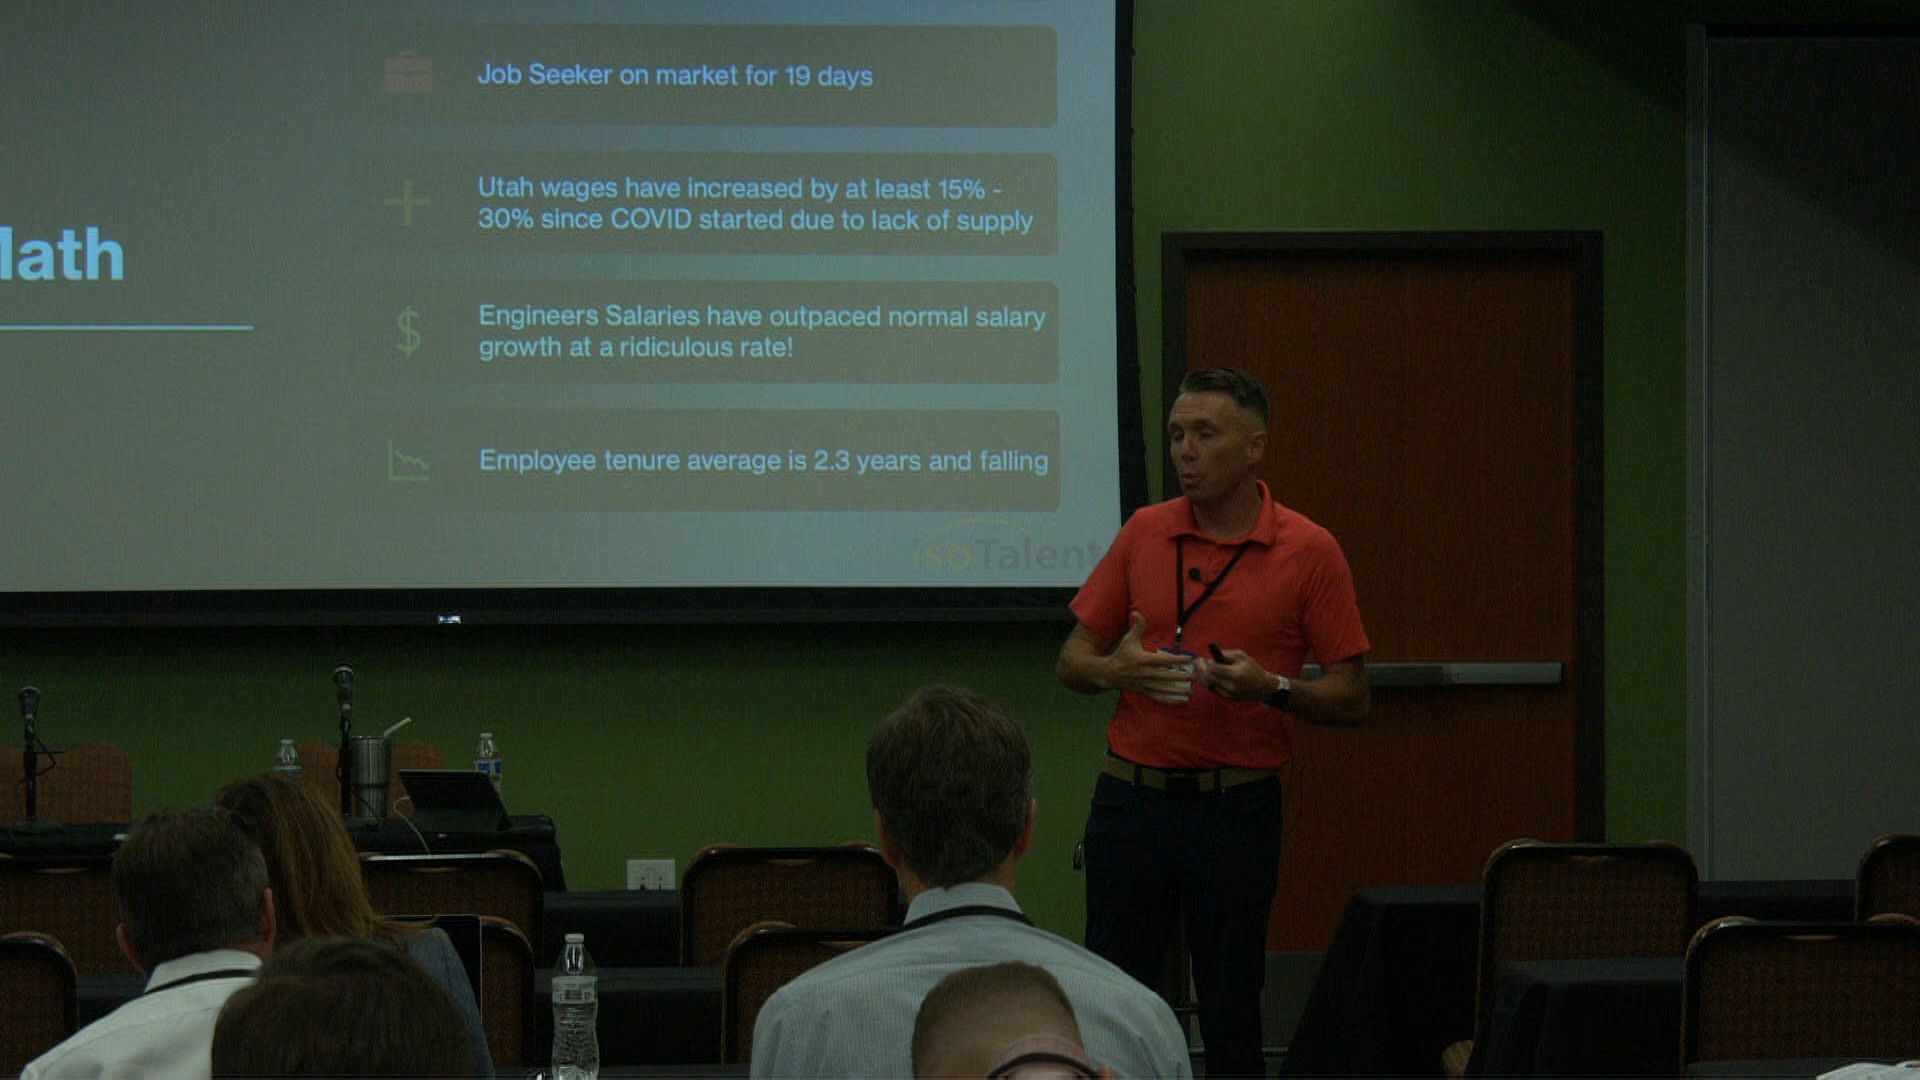 Job Seeker on market for 19 days
Utah wages have increased by at least 15% -
30% since COVID started due to lack of supply
Math
Engineers Salaries have outpaced normal salary
growth at a ridiculous rate!
Employee tenure average is 2.3 years and falling
isoTalent